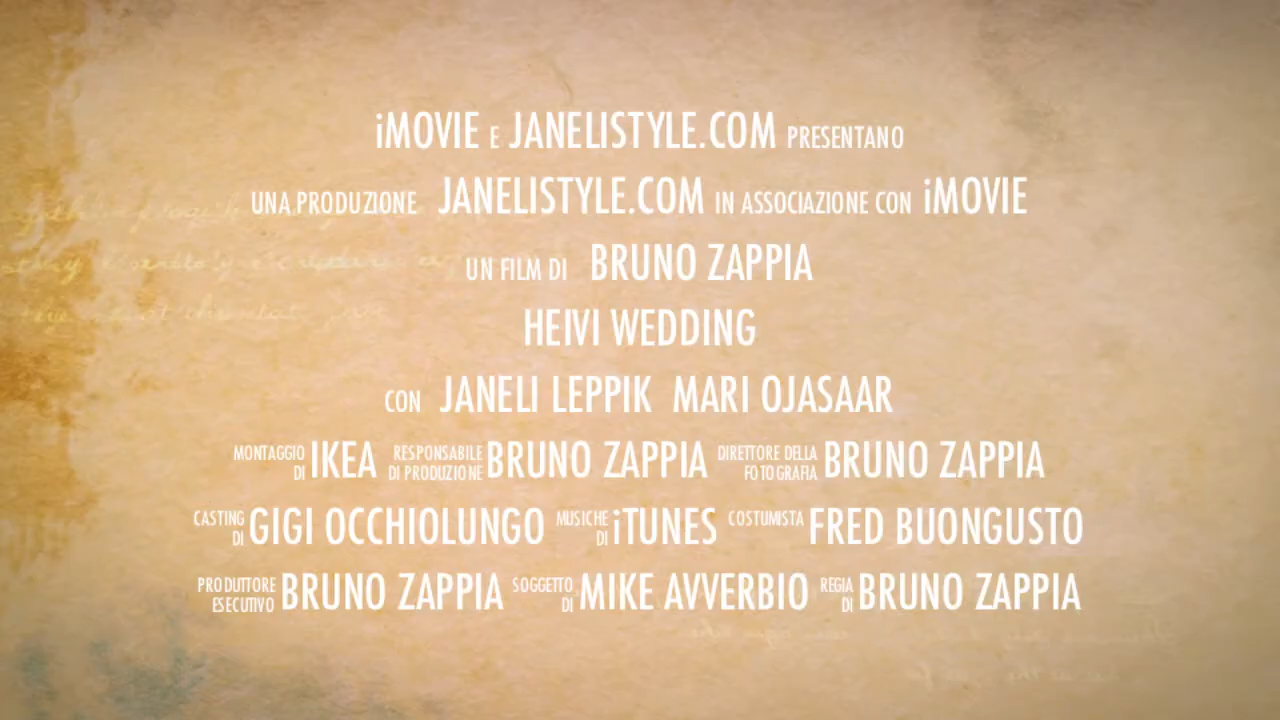 iMOVIE E JANELISTYLE.COM PRESENTANO
UNA PRODUZIONE JANELISTYLE.COM IN ASSOCIAZIONE CON iMOVIE
UN FILM DI BRUNO ZAPPIA
HEIVI WEDDING
CON JANELI LEPPIK MARI OJASAAR
MONTAGGIO DI IKEA RESPONSABILE DI PRODUZIONE BRUNO ZAPPIA DIRETTORE DELLA FOTOGRAFIA BRUNO ZAPPIA
CASTING DI GIGI OCCHIOLUNGO MUSICHE DI iTUNES COSTUMISTA FRED BUONGUSTO
PRODUTTORE ESECUTIVO BRUNO ZAPPIA SOGGETTO DI MIKE AVVERBIO REGIA DI BRUNO ZAPPIA